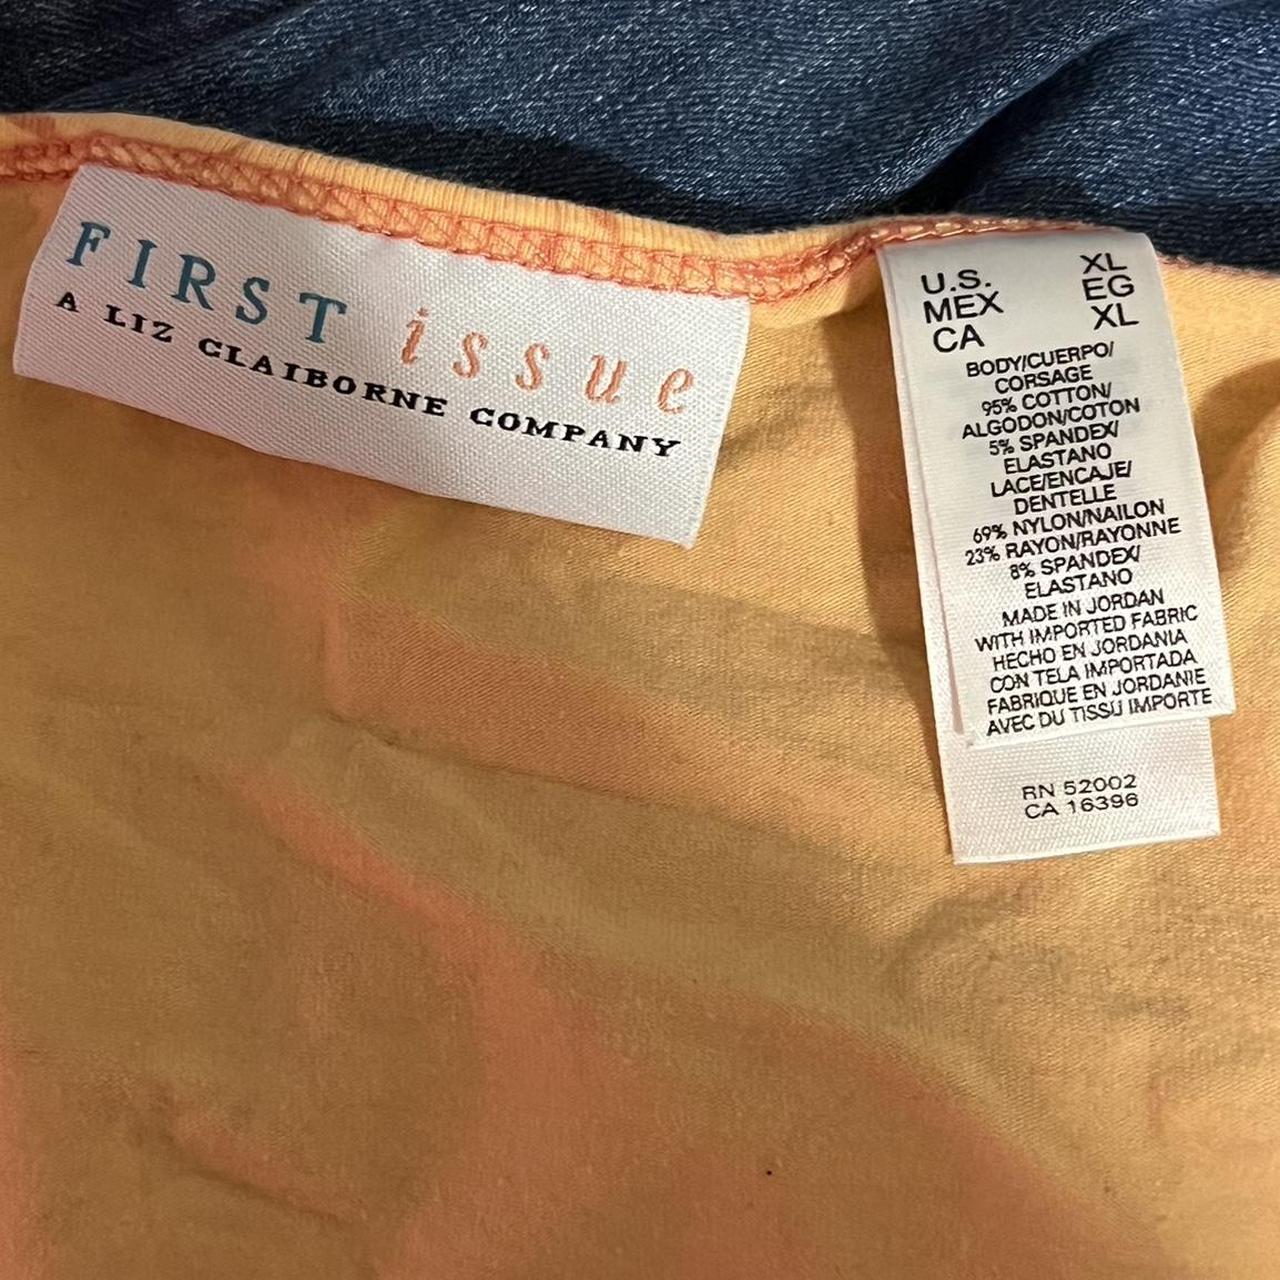 FIRST issue
A LIZ CLAIBORNE COMPANY
U.S. XL
MEX EG
CA XL
BODY/CUERPO/
CORSAGE
95% COTTON/
ALGODON/COTON
5% SPANDEX/
ELASTANO
LACE/ENCAJE/
DENTELLE
69% NYLON/NAILON
23% RAYON/RAYONNE
8% SPANDEX/
ELASTANO
MADE IN JORDAN
WITH IMPORTED FABRIC
HECHO EN JORDANIA
CON TELA IMPORTADA
FABRIQUE EN JORDANIE
AVEC DU TISSU IMPORTE
RN 52002
CA 16396